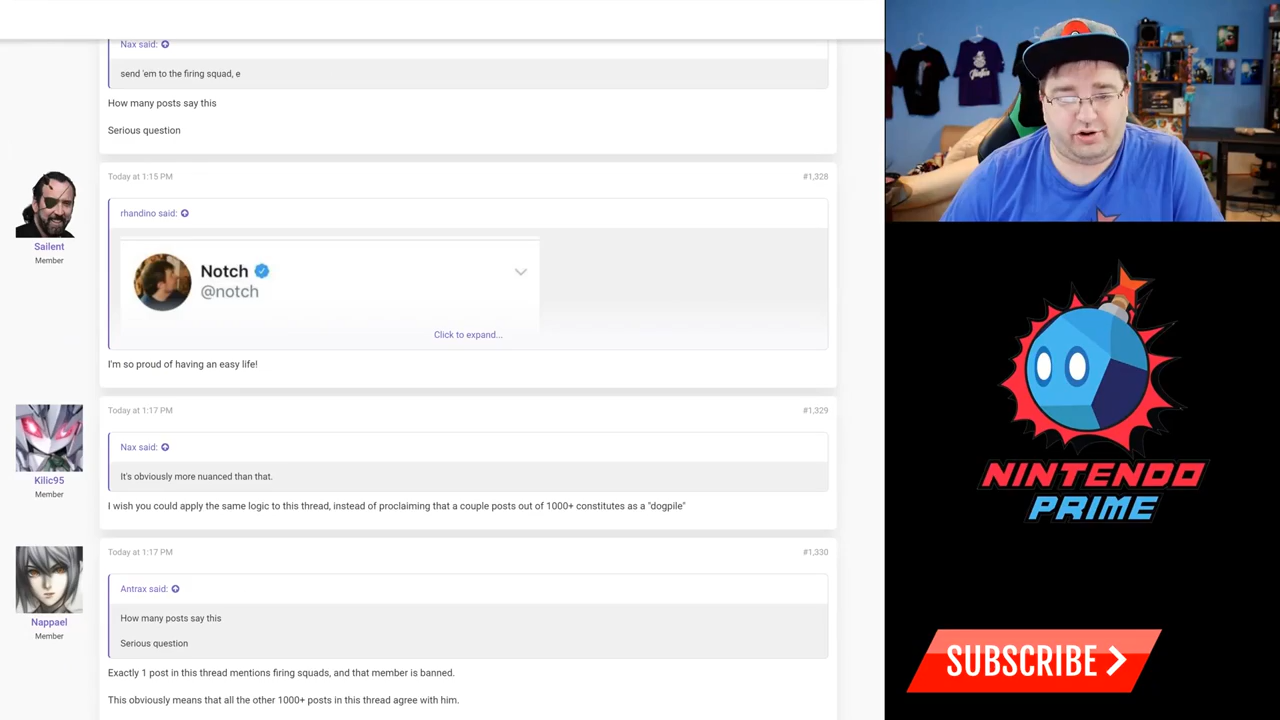 Nax said:
send 'em to the firing squad, e
How many posts say this
Serious question
Today at 1:15 PM
#1,328
Sailent
Member
rhandino said:
Notch
@notch
Click to expand...
I'm so proud of having an easy life!
Today at 1:17 PM
#1,329
Kilic95
Member
Nax said:
It's obviously more nuanced than that.
I wish you could apply the same logic to this thread, instead of proclaiming that a couple posts out of 1000+ constitutes as a "dogpile"
Today at 1:17 PM
#1,330
Nappael
Member
Antrax said:
How many posts say this
Serious question
Exactly 1 post in this thread mentions firing squads, and that member is banned.
This obviously means that all the other 1000+ posts in this thread agree with him.
NINTENDO
PRIME
SUBSCRIBE